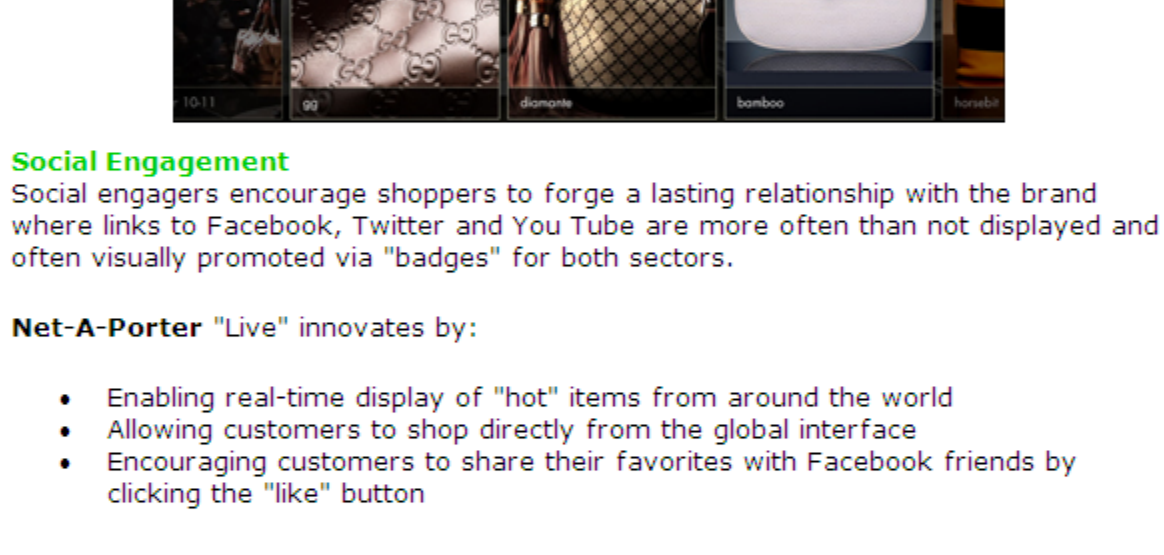 10-11
gg
diamante
bamboo
horsebit
Social Engagement
Social engagers encourage shoppers to forge a lasting relationship with the brand
where links to Facebook, Twitter and You Tube are more often than not displayed and
often visually promoted via "badges" for both sectors.
Net-A-Porter "Live" innovates by:
• Enabling real-time display of "hot" items from around the world
• Allowing customers to shop directly from the global interface
• Encouraging customers to share their favorites with Facebook friends by
clicking the "like" button